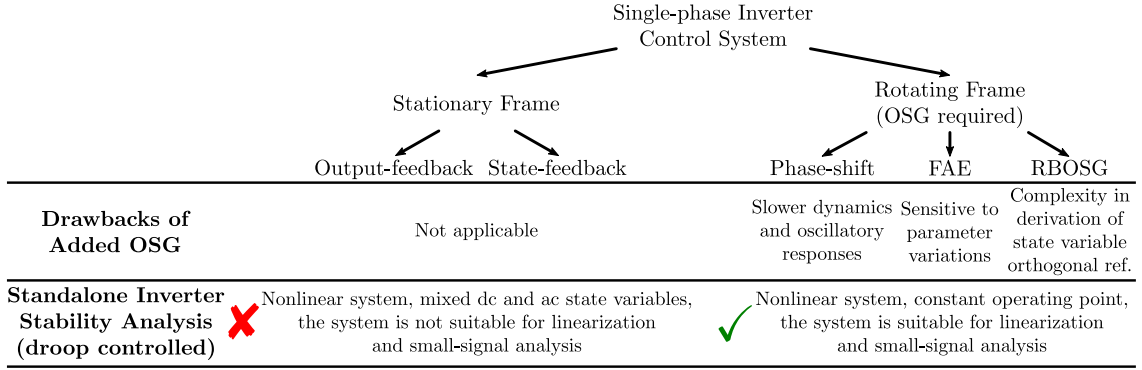 Single-phase Inverter
Control System
Stationary Frame
Rotating Frame
(OSG required)
Output-feedback
State-feedback
Phase-shift
FAE
RBOSG
Drawbacks of
Added OSG
Not applicable
Slower dynamics
and oscillatory
responses
Sensitive to
parameter
variations
Complexity in
derivation of
state variable
orthogonal ref.
Standalone Inverter
Stability Analysis
(droop controlled)
Nonlinear system, mixed dc and ac state variables,
the system is not suitable for linearization
and small-signal analysis
Nonlinear system, constant operating point,
the system is suitable for linearization
and small-signal analysis